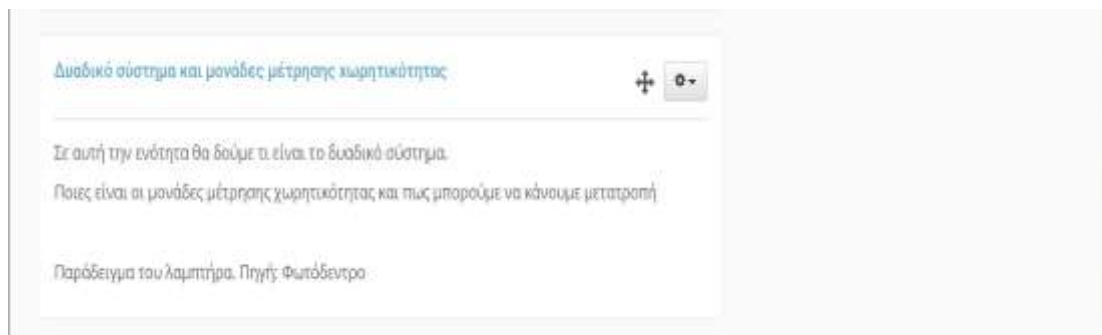 Δυαδικό σύστημα και μονάδες μέτρησης χωρητικότητας
Σε αυτή την ενότητα θα δούμε τι είναι το δυαδικό σύστημα.
Ποιες είναι οι μονάδες μέτρησης χωρητικότητας και πως μπορούμε να κάνουμε μετατροπή
Παράδειγμα του λαμπτήρα. Πηγή: Φωτόδεντρο